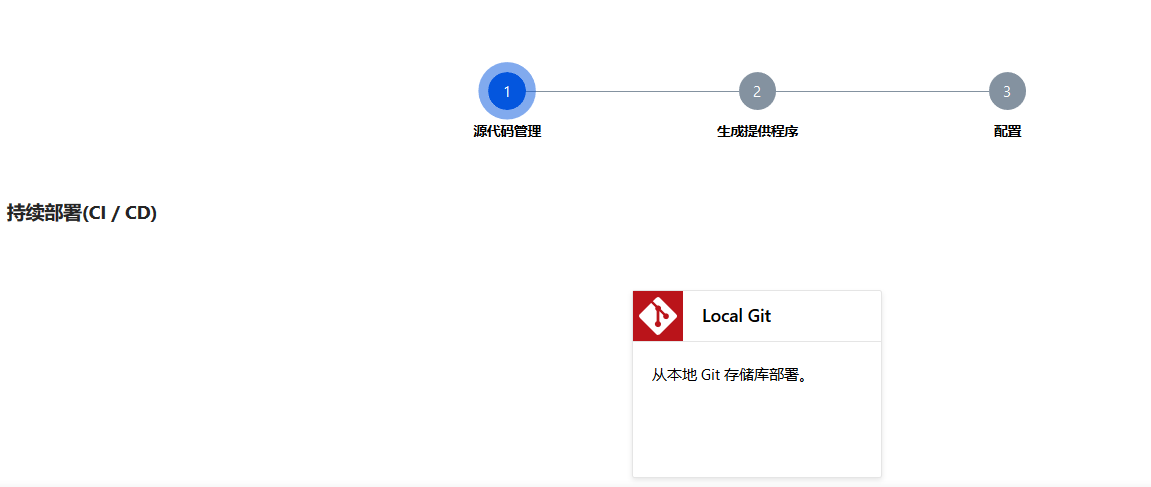 1 2 3
源代码管理 生成提供程序 配置
持续部署(CI / CD)
Local Git
从本地 Git 存储库部署。